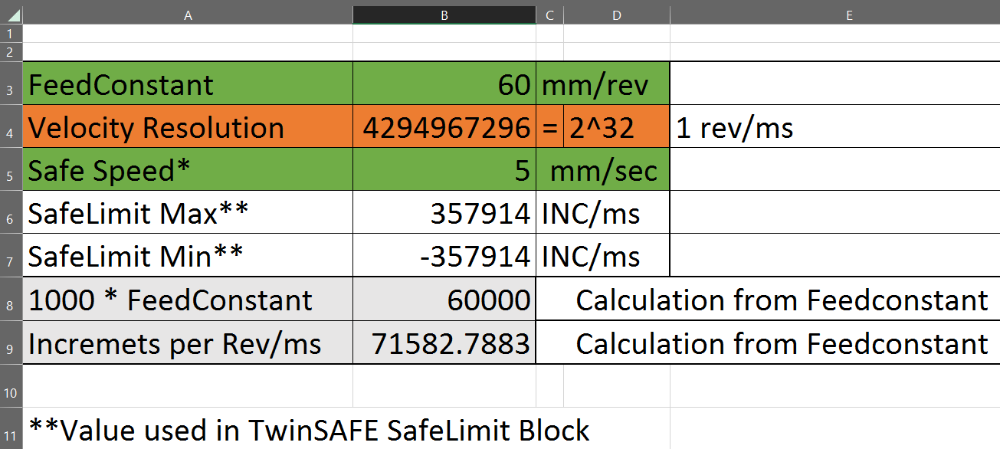 A B C D E
1
2
3 FeedConstant 60 mm/rev
4 Velocity Resolution 4294967296 = 2^32 1 rev/ms
5 Safe Speed* 5 mm/sec
6 SafeLimit Max** 357914 INC/ms
7 SafeLimit Min** -357914 INC/ms
8 1000 * FeedConstant 60000 Calculation from Feedconstant
9 Incremets per Rev/ms 71582.7883 Calculation from Feedconstant
10
11 **Value used in TwinSAFE SafeLimit Block